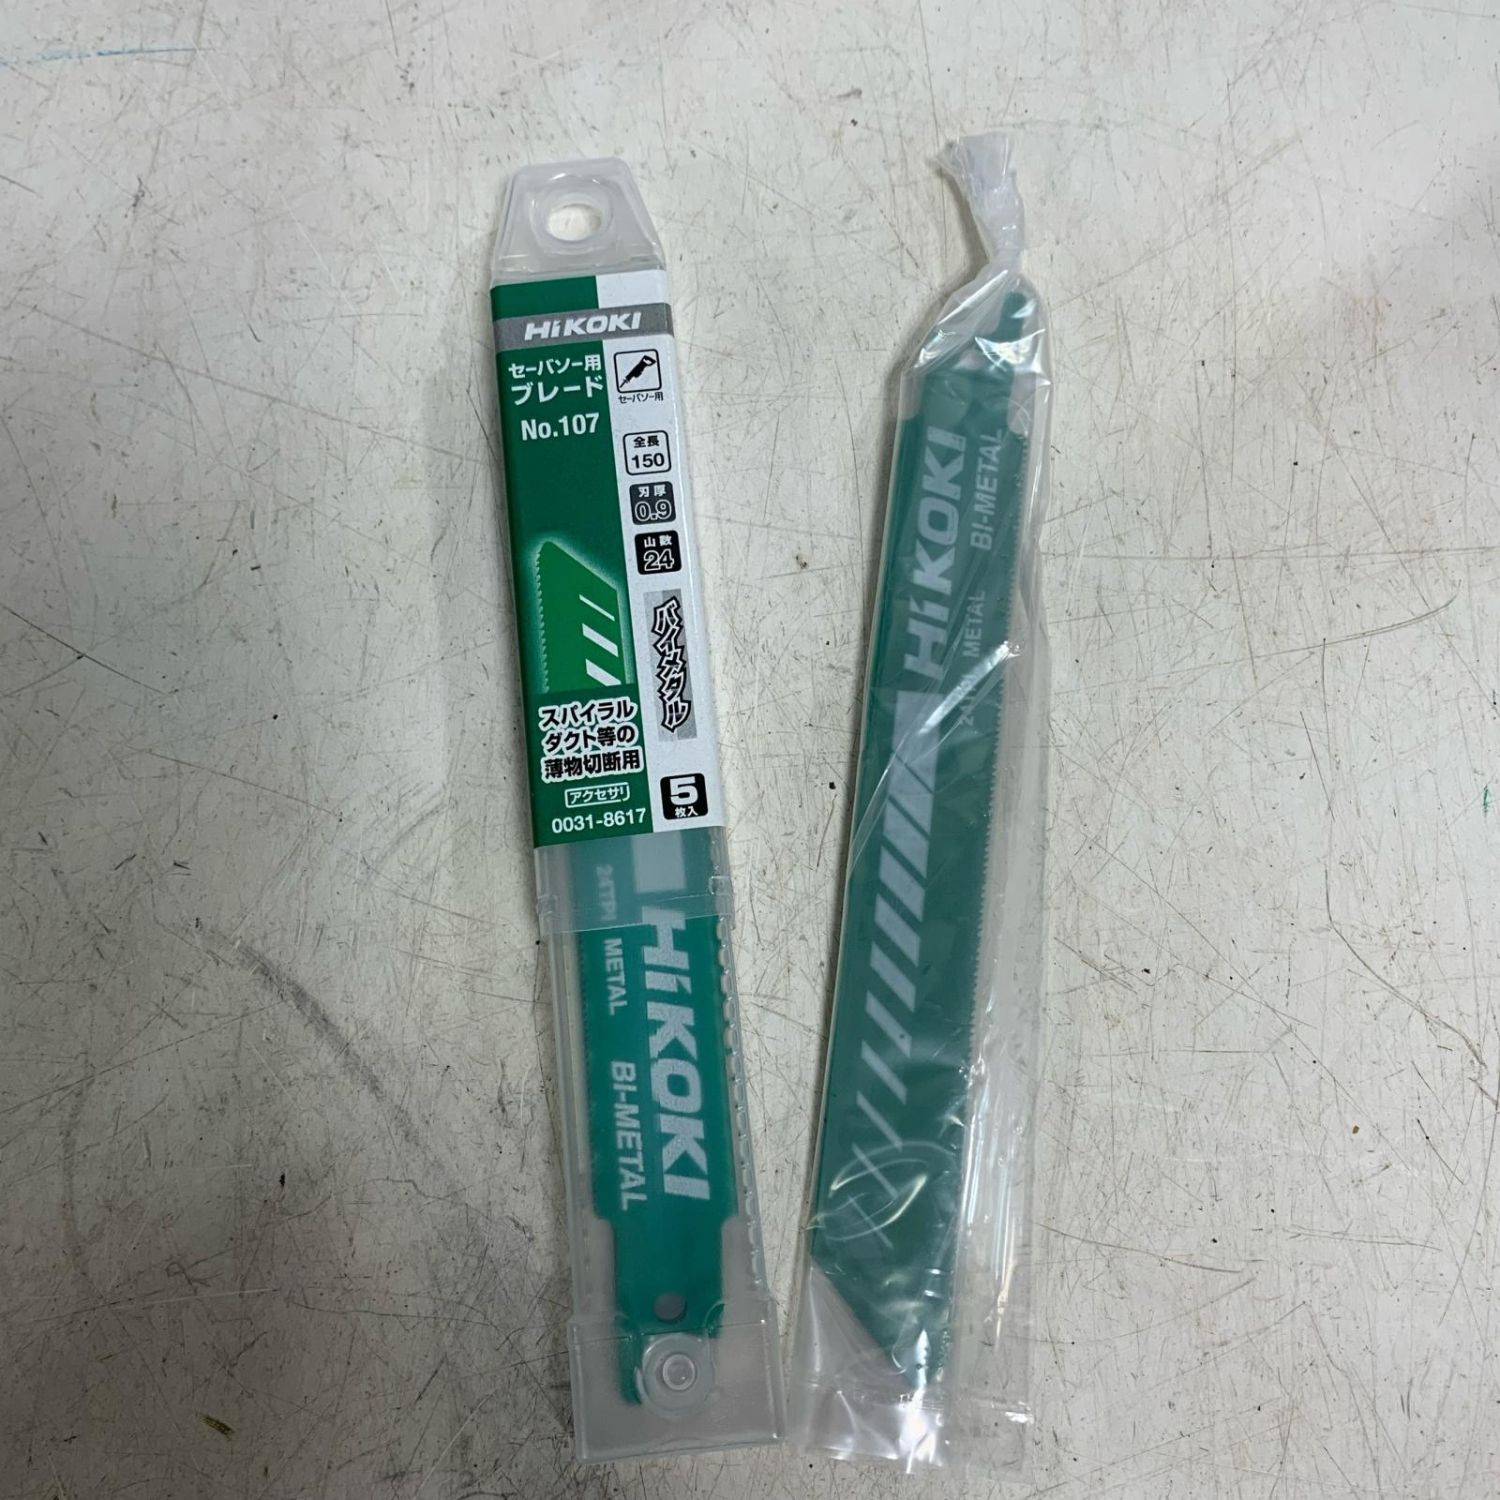 HiKOKI
セーバソー用
ブレード
No.107
セーバソー用
全長
150
刃厚
0.9
山数
24
バイメタル
スパイラル
ダクト等の
薄物切断用
アクセサリ
0031-8617
5
枚入
24TPI METAL BI-METAL
HiKOKI
HiKOKI
METAL BI-METAL